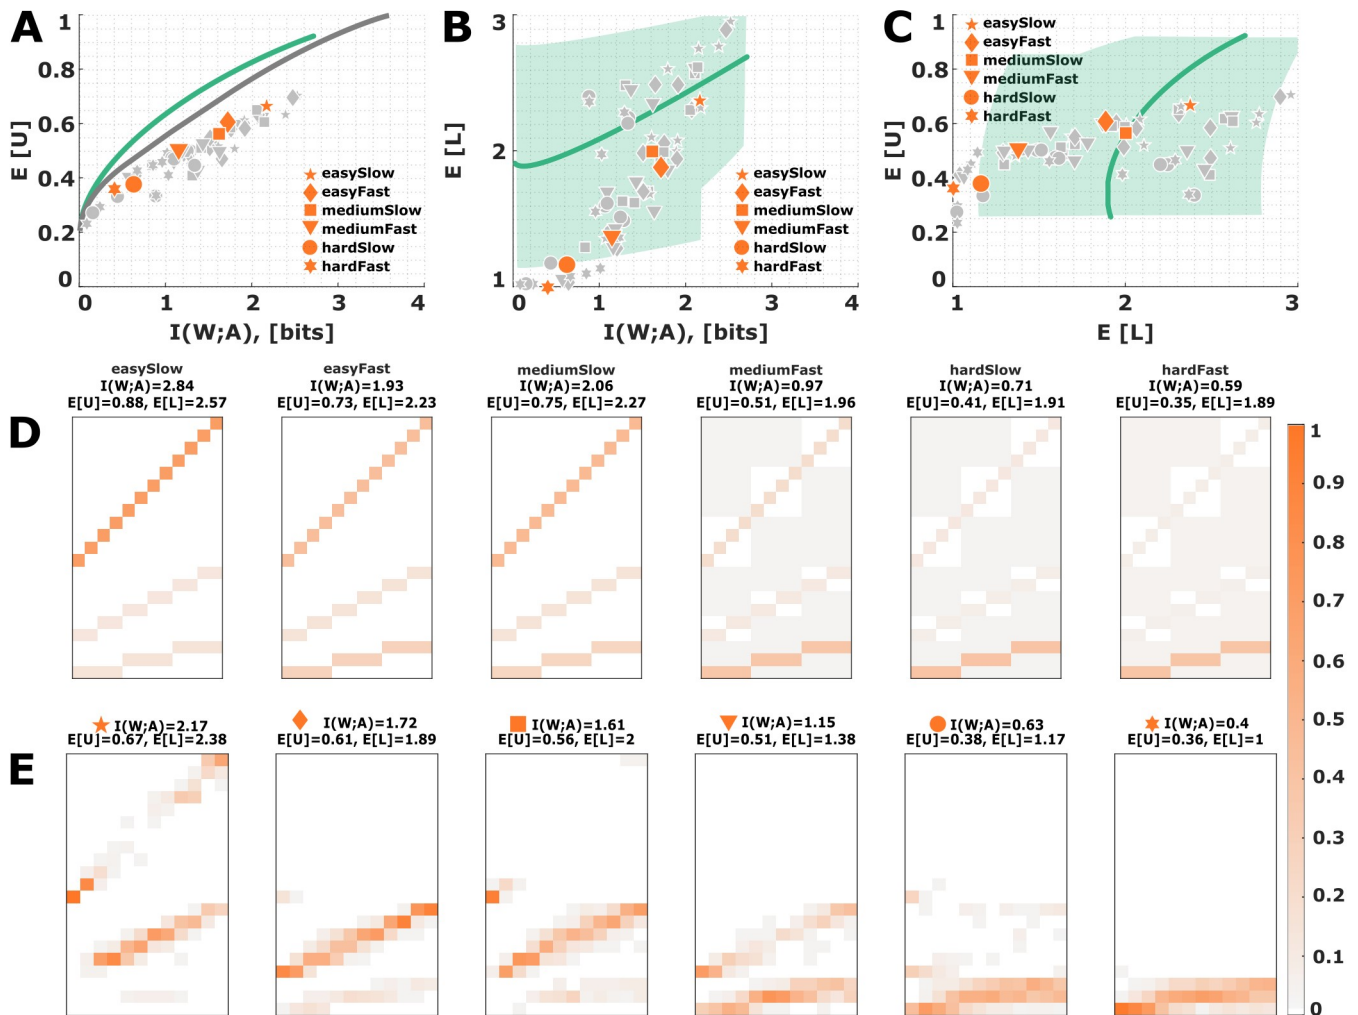 A
E [U]
1
0.8
0.6
0.4
0.2
0
0 1 2 3 4
I(W;A), [bits]
easySlow
easyFast
mediumSlow
mediumFast
hardSlow
hardFast
B
E [L]
3
2
1
0 1 2 3 4
I(W;A), [bits]
easySlow
easyFast
mediumSlow
mediumFast
hardSlow
hardFast
C
E [U]
1
0.8
0.6
0.4
0.2
0
1 2 3
E [L]
easySlow
easyFast
mediumSlow
mediumFast
hardSlow
hardFast
D
easySlow
I(W;A)=2.84
E[U]=0.88, E[L]=2.57
easyFast
I(W;A)=1.93
E[U]=0.73, E[L]=2.23
mediumSlow
I(W;A)=2.06
E[U]=0.75, E[L]=2.27
mediumFast
I(W;A)=0.97
E[U]=0.51, E[L]=1.96
hardSlow
I(W;A)=0.71
E[U]=0.41, E[L]=1.91
hardFast
I(W;A)=0.59
E[U]=0.35, E[L]=1.89
E
I(W;A)=2.17
E[U]=0.67, E[L]=2.38
I(W;A)=1.72
E[U]=0.61, E[L]=1.89
I(W;A)=1.61
E[U]=0.56, E[L]=2
I(W;A)=1.15
E[U]=0.51, E[L]=1.38
I(W;A)=0.63
E[U]=0.38, E[L]=1.17
I(W;A)=0.4
E[U]=0.36, E[L]=1
1
0.9
0.8
0.7
0.6
0.5
0.4
0.3
0.2
0.1
0